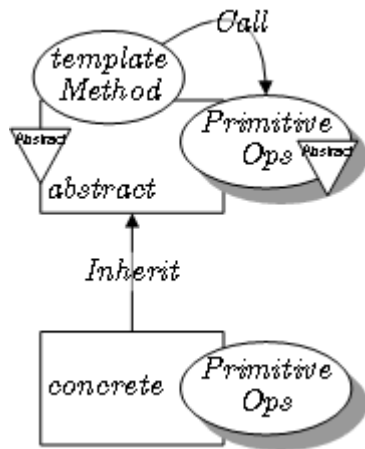 Call
template
Method
Abstract
Primitive
Ops
Abstract
abstract
Inherit
concrete
Primitive
Ops